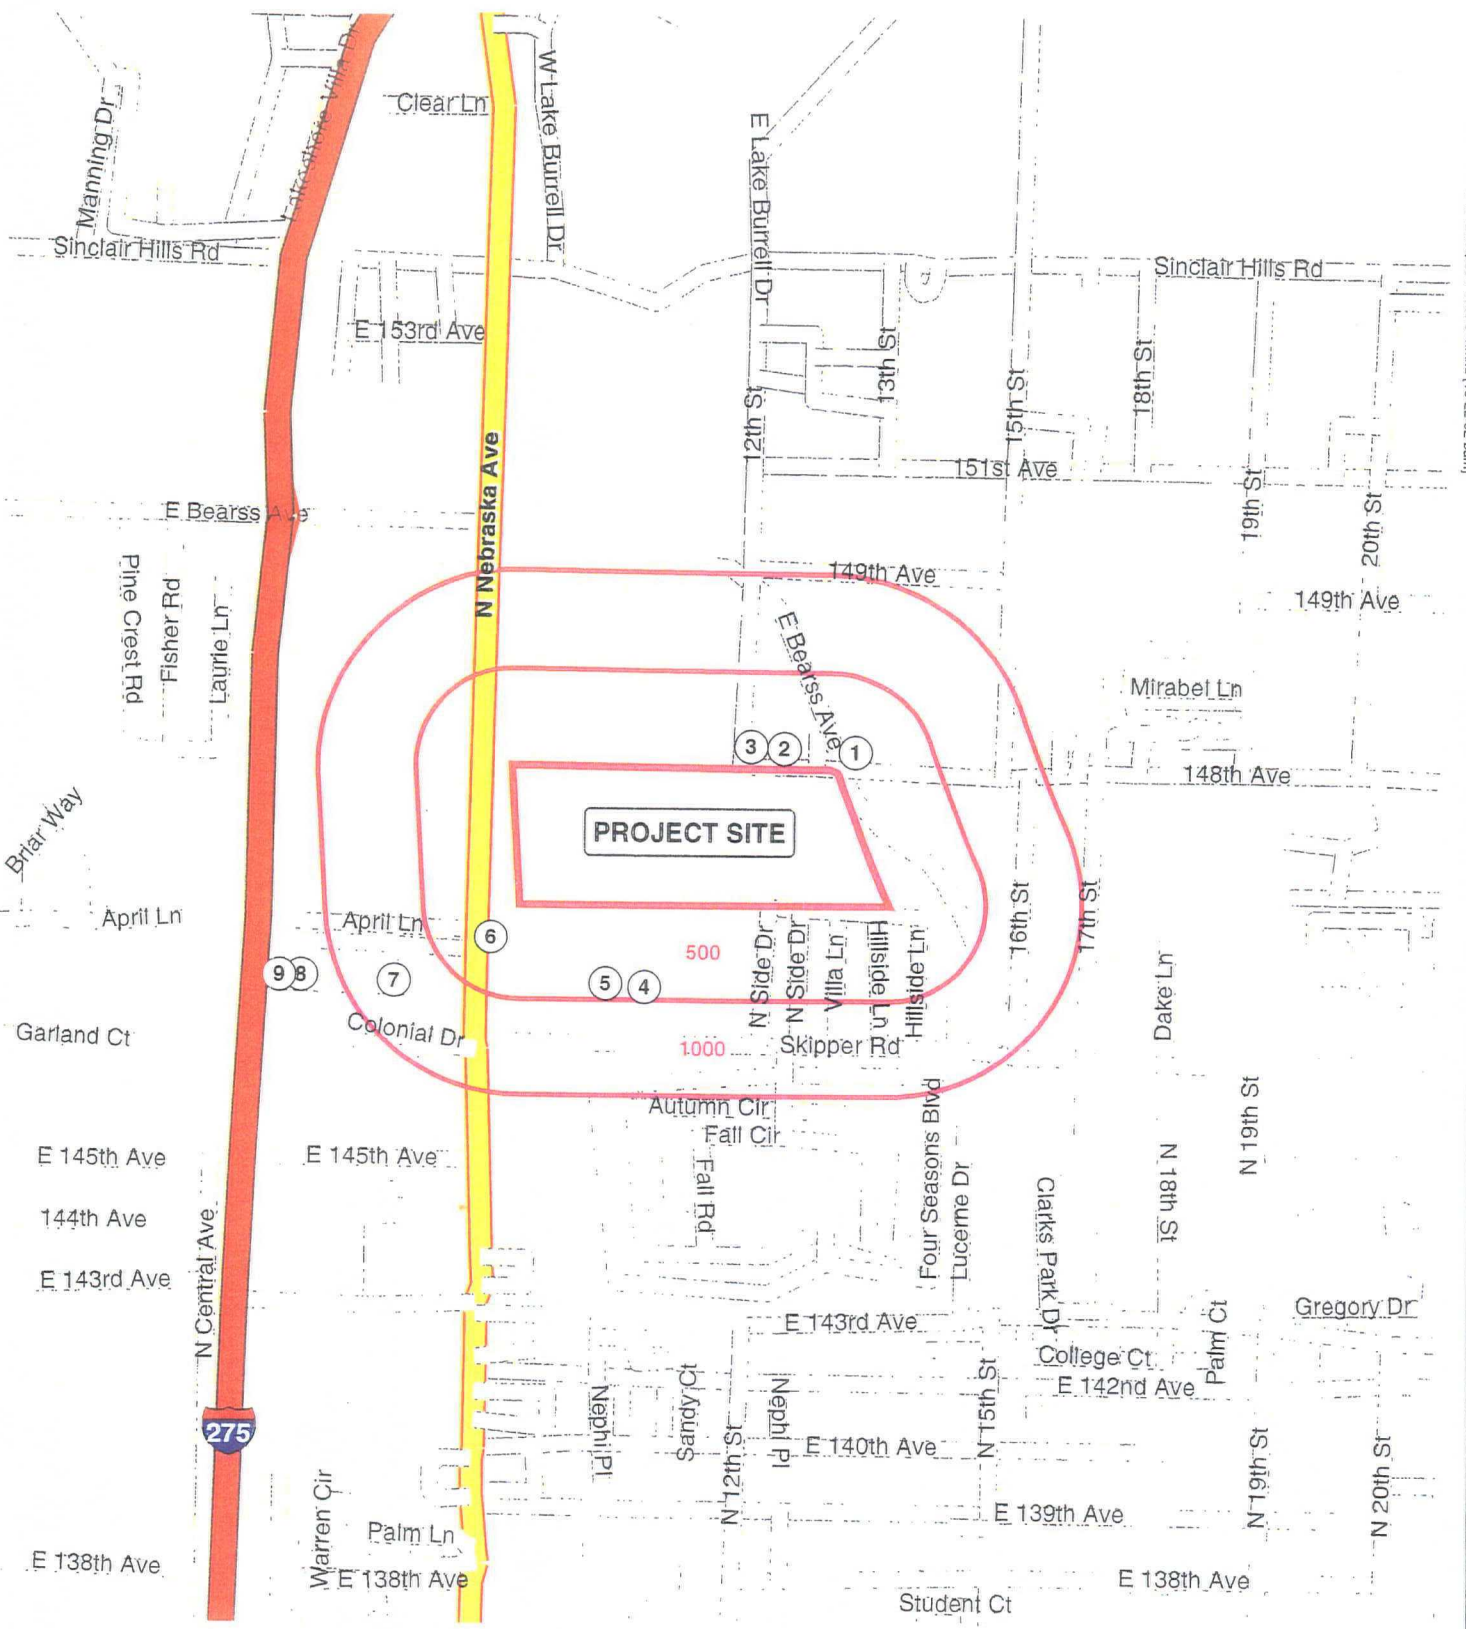 Clear Ln
W Lake Burrell Dr
Manning Dr
E Lake Burrell Dr
Sinclair Hills Rd
Sinclair Hills Rd
E 153rd Ave
13th St
18th St
15th St
12th St
151st Ave
N Nebraska Ave
19th St
20th St
E Bearss Ave
149th Ave
149th Ave
Pine Crest Rd
Fisher Rd
Laurie Ln
E Bearss Ave
Mirabel Ln
3
2
1
148th Ave
PROJECT SITE
Briar Way
April Ln
April Ln
16th St
17th St
6
500
N Side Dr
N Side Dr
Villa Ln
Hillside Ln
Hillside Ln
9
8
7
5
4
Dake Ln
Garland Ct
Colonial Dr
1000
Skipper Rd
Autumn Cir
Fall Cir
Four Seasons Blvd
N 19th St
E 145th Ave
E 145th Ave
Fall Rd
Lucerne Dr
N 18th St
144th Ave
Clarks Park Dr
N Central Ave
E 143rd Ave
E 143rd Ave
Gregory Dr
Palm Ct
College Ct
E 142nd Ave
275
Nephi Pl
Sandy Ct
Nephi Pl
N 15th St
E 140th Ave
N 12th St
N 19th St
N 20th St
E 139th Ave
Warren Cir
Palm Ln
E 138th Ave
E 138th Ave
E 138th Ave
Student Ct